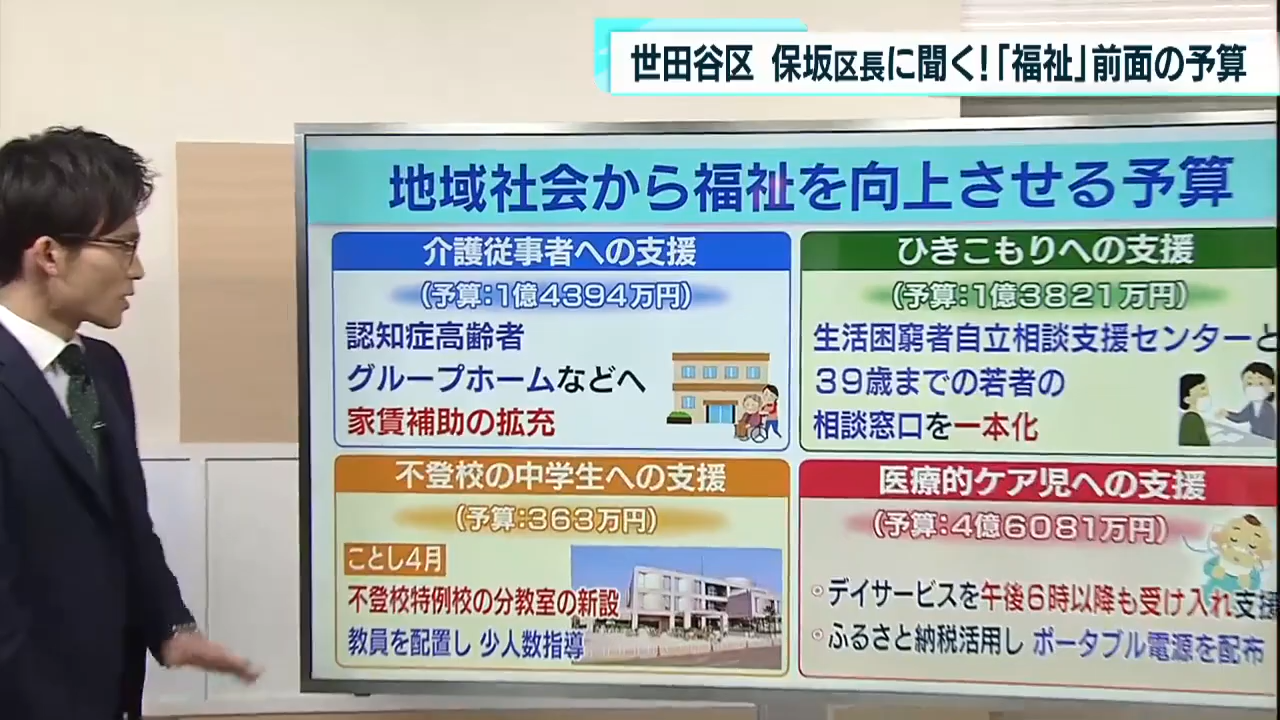 世田谷区 保坂区長に聞く!「福祉」前面の予算
地域社会から福祉を向上させる予算
介護従事者への支援
(予算:1億4394万円)
認知症高齢者
グループホームなどへ
家賃補助の拡充
ひきこもりへの支援
(予算:1億3821万円)
生活困窮者自立相談支援センターと
39歳までの若者の
相談窓口を一本化
不登校の中学生への支援
(予算:363万円)
ことし4月
不登校特例校の分教室の新設
教員を配置し 少人数指導
医療的ケア児への支援
(予算:4億6081万円)
◦デイサービスを午後6時以降も受け入れ支援
◦ふるさと納税活用し ポータブル電源を配布